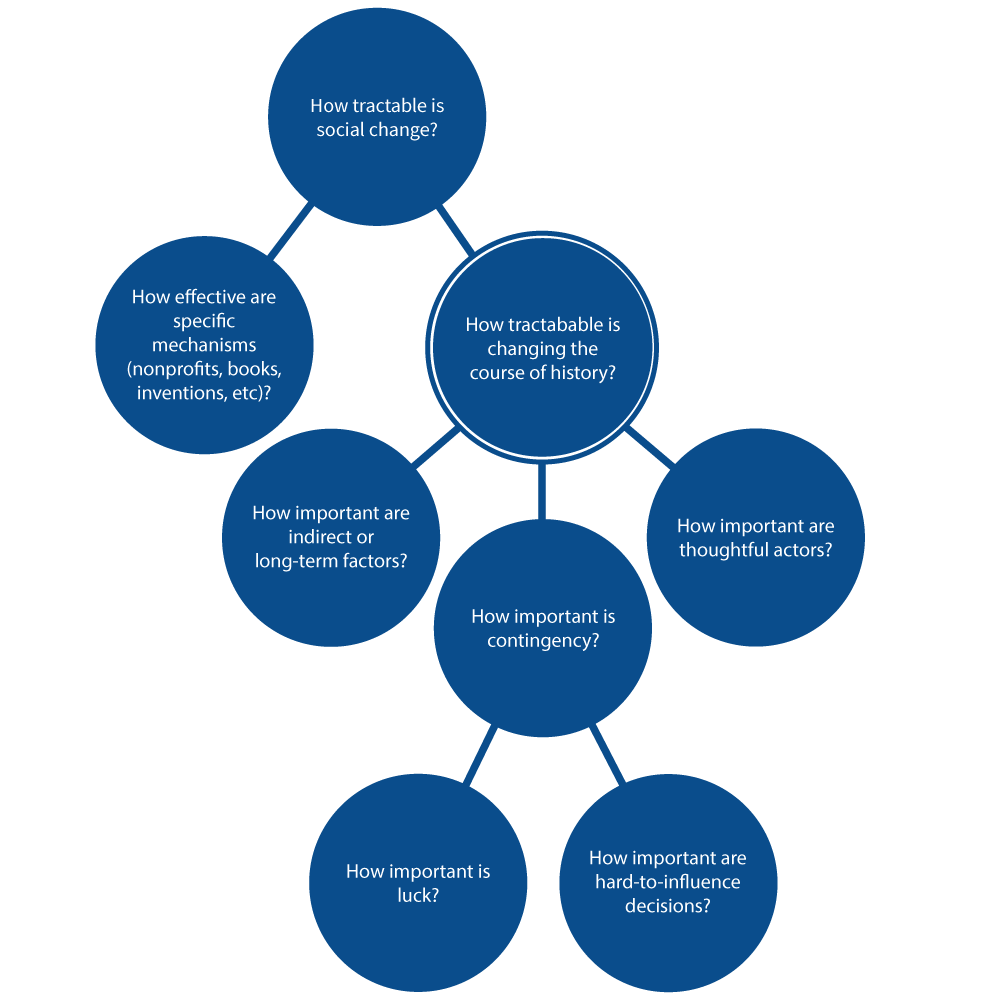 How tractable is
social change?
How effective are
specific
mechanisms
(nonprofits, books,
inventions, etc)?
How tractabable is
changing the
course of history?
How important are
indirect or
long-term factors?
How important are
thoughtful actors?
How important is
contingency?
How important is
luck?
How important are
hard-to-influence
decisions?